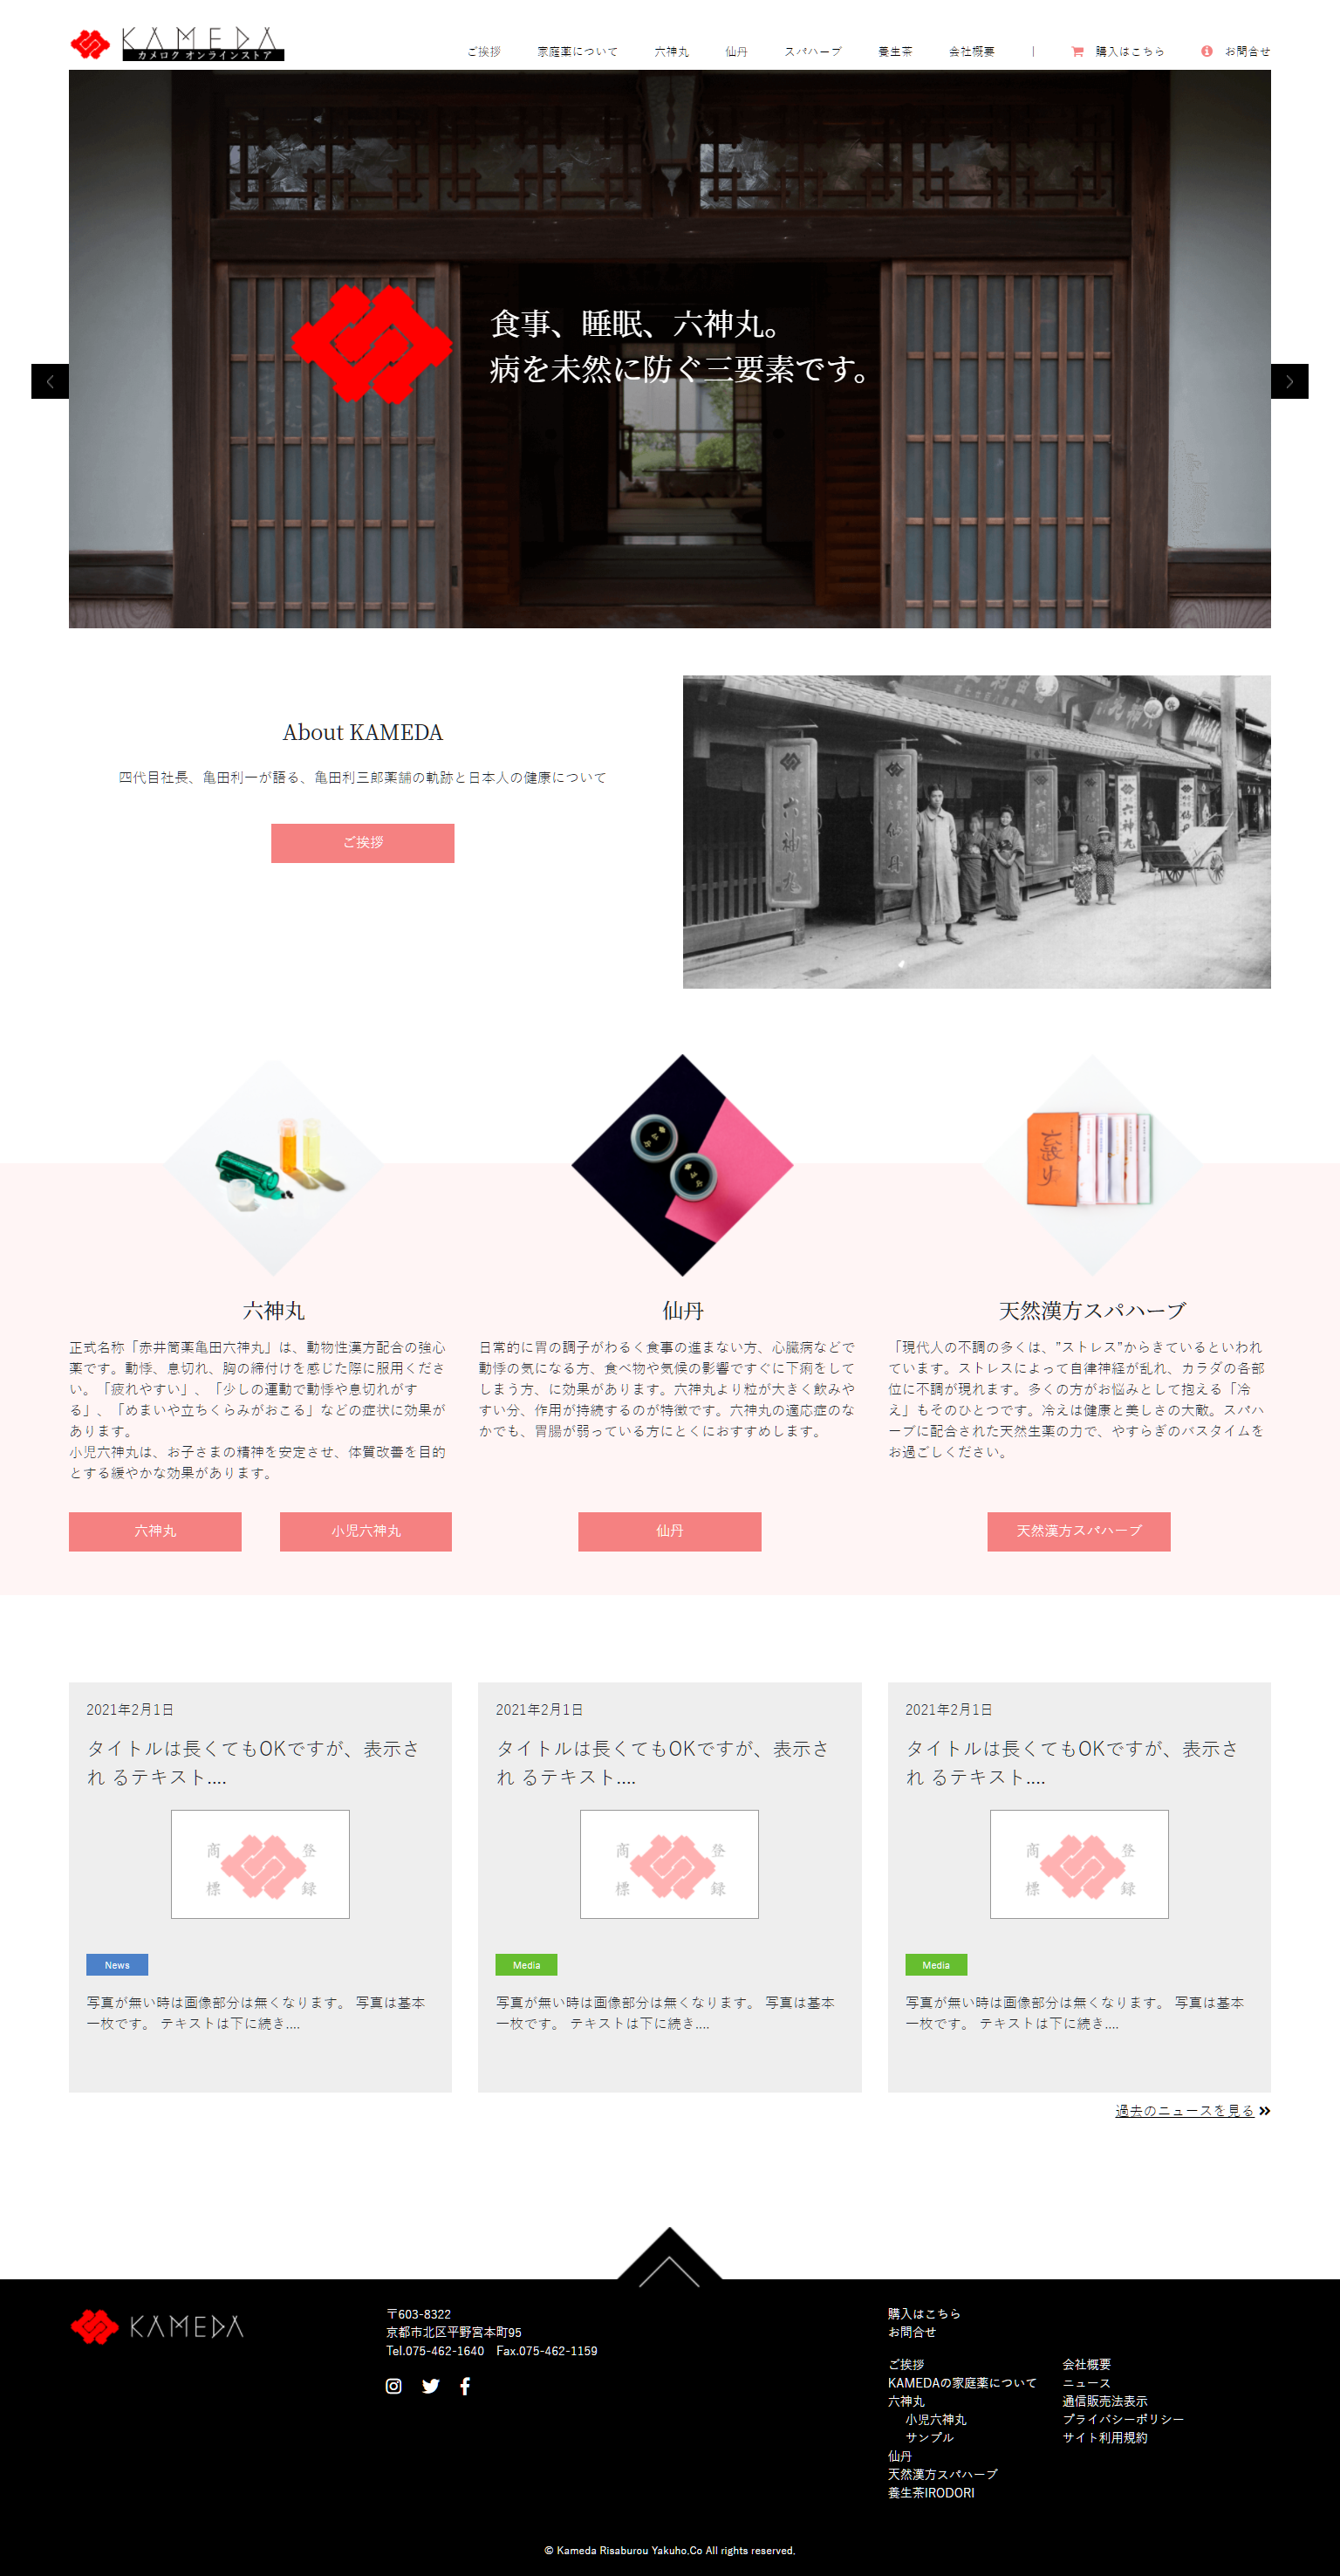 KAMEDA
カメロク オンラインストア
ご挨拶 家庭薬について 六神丸 仙丹 スパハーブ 養生茶 会社概要 | 購入はこちら お問合せ
食事、睡眠、六神丸。
病を未然に防ぐ三要素です。
About KAMEDA
四代目社長、亀田利一が語る、亀田利三郎薬舗の軌跡と日本人の健康について
ご挨拶
六神丸
仙丹
六神丸
仙丹
六神丸
正式名称「赤井筒薬亀田六神丸」は、動物性漢方配合の強心
薬です。動悸、息切れ、胸の締付けを感じた際に服用くださ
い。「疲れやすい」、「少しの運動で動悸や息切れがす
る」、「めまいや立ちくらみがおこる」などの症状に効果が
あります。
小児六神丸は、お子さまの精神を安定させ、体質改善を目的
とする緩やかな効果があります。
六神丸 小児六神丸
仙丹
日常的に胃の調子がわるく食事の進まない方、心臓病などで
動悸の気になる方、食べ物や気候の影響ですぐに下痢をして
しまう方、に効果があります。六神丸より粒が大きく飲みや
すい分、作用が持続するのが特徴です。六神丸の適応症のな
かでも、胃腸が弱っている方にとくにおすすめします。
仙丹
天然漢方スパハーブ
「現代人の不調の多くは、”ストレス”からきているといわれ
ています。ストレスによって自律神経が乱れ、カラダの各部
位に不調が現れます。多くの方がお悩みとして抱える「冷
え」もそのひとつです。冷えは健康と美しさの大敵。スパハ
ーブに配合された天然生薬の力で、やすらぎのバスタイムを
お過ごしください。
天然漢方スパハーブ
2021年2月1日
タイトルは長くてもOKですが、表示さ
れ るテキスト....
商 登
標 録
News
写真が無い時は画像部分は無くなります。 写真は基本
一枚です。 テキストは下に続き....
2021年2月1日
タイトルは長くてもOKですが、表示さ
れ るテキスト....
商 登
標 録
Media
写真が無い時は画像部分は無くなります。 写真は基本
一枚です。 テキストは下に続き....
2021年2月1日
タイトルは長くてもOKですが、表示さ
れ るテキスト....
商 登
標 録
Media
写真が無い時は画像部分は無くなります。 写真は基本
一枚です。 テキストは下に続き....
過去のニュースを見る
KAMEDA
〒603-8322
京都市北区平野宮本町95
Tel.075-462-1640 Fax.075-462-1159
購入はこちら
お問合せ
ご挨拶
KAMEDAの家庭薬について
六神丸
小児六神丸
サンプル
仙丹
天然漢方スパハーブ
養生茶IRODORI
会社概要
ニュース
通信販売法表示
プライバシーポリシー
サイト利用規約
© Kameda Risaburou Yakuho,Co All rights reserved.